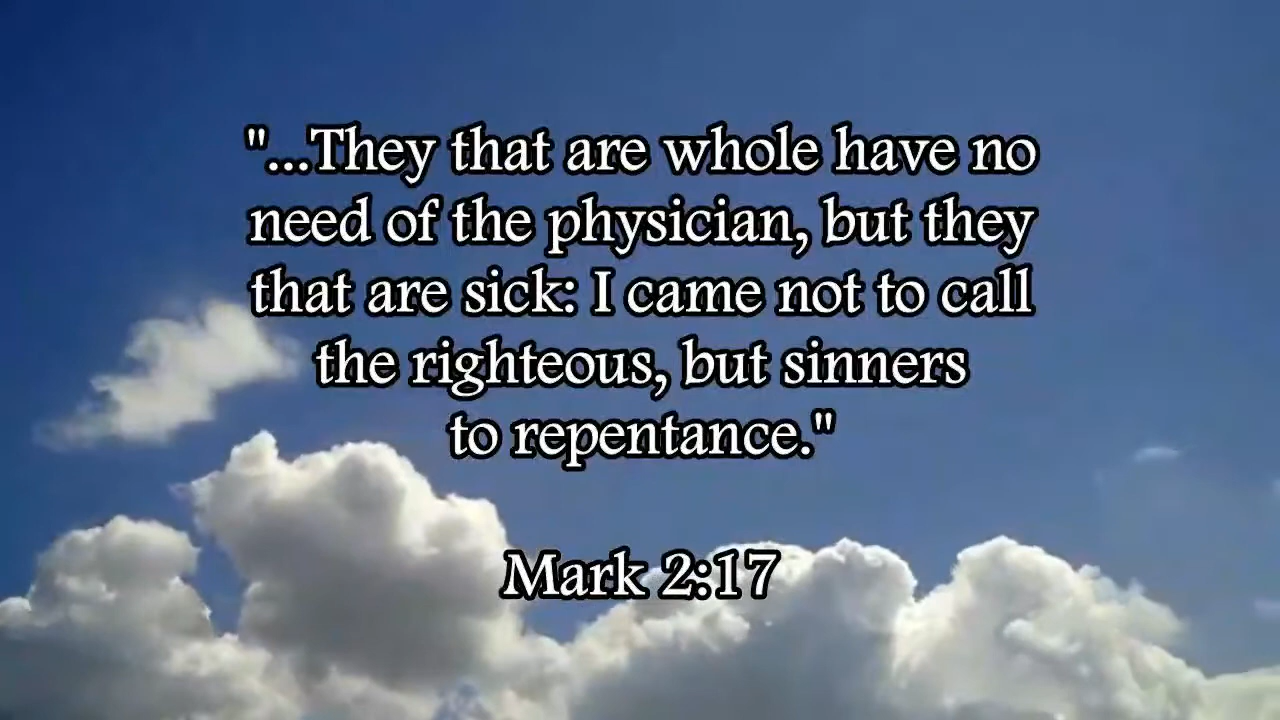 "...They that are whole have no
need of the physician, but they
that are sick: I came not to call
the righteous, but sinners
to repentance."
Mark 2:17